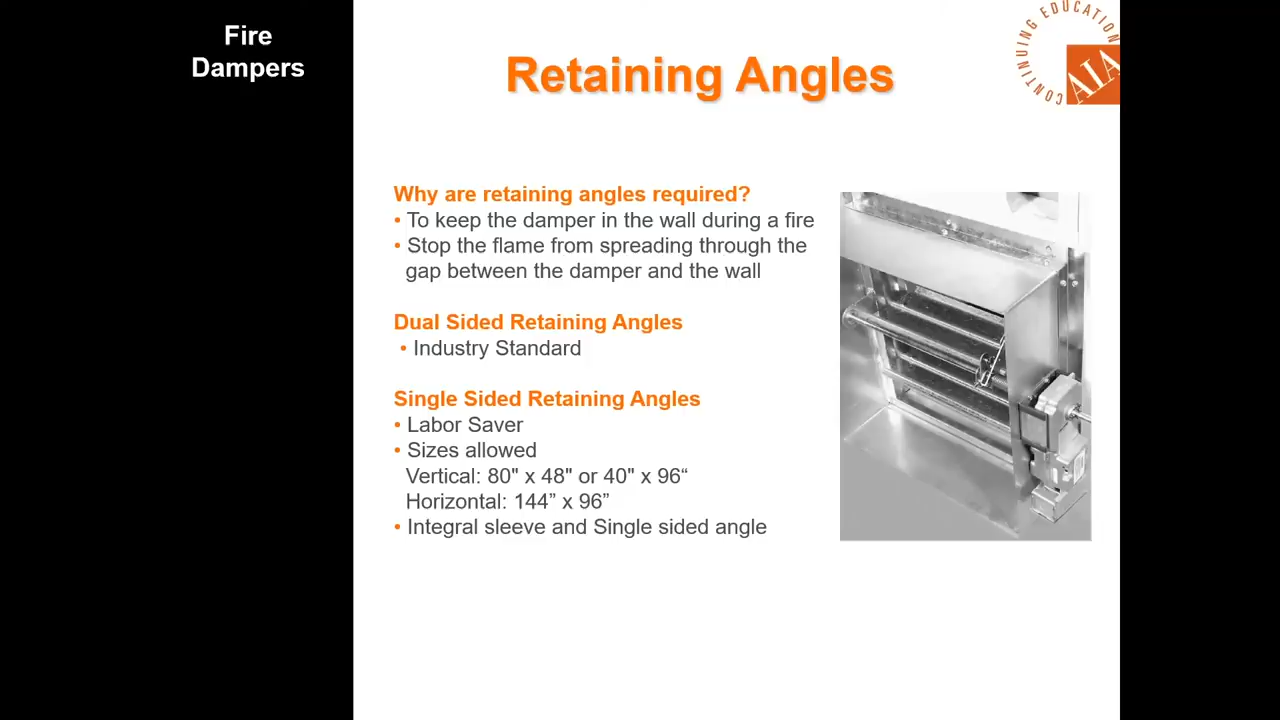 Fire
Dampers
Retaining Angles
CONTINUING EDUCATION
AIA
Why are retaining angles required?
• To keep the damper in the wall during a fire
• Stop the flame from spreading through the
gap between the damper and the wall
Dual Sided Retaining Angles
• Industry Standard
Single Sided Retaining Angles
• Labor Saver
• Sizes allowed
Vertical: 80" x 48" or 40" x 96“
Horizontal: 144” x 96”
• Integral sleeve and Single sided angle